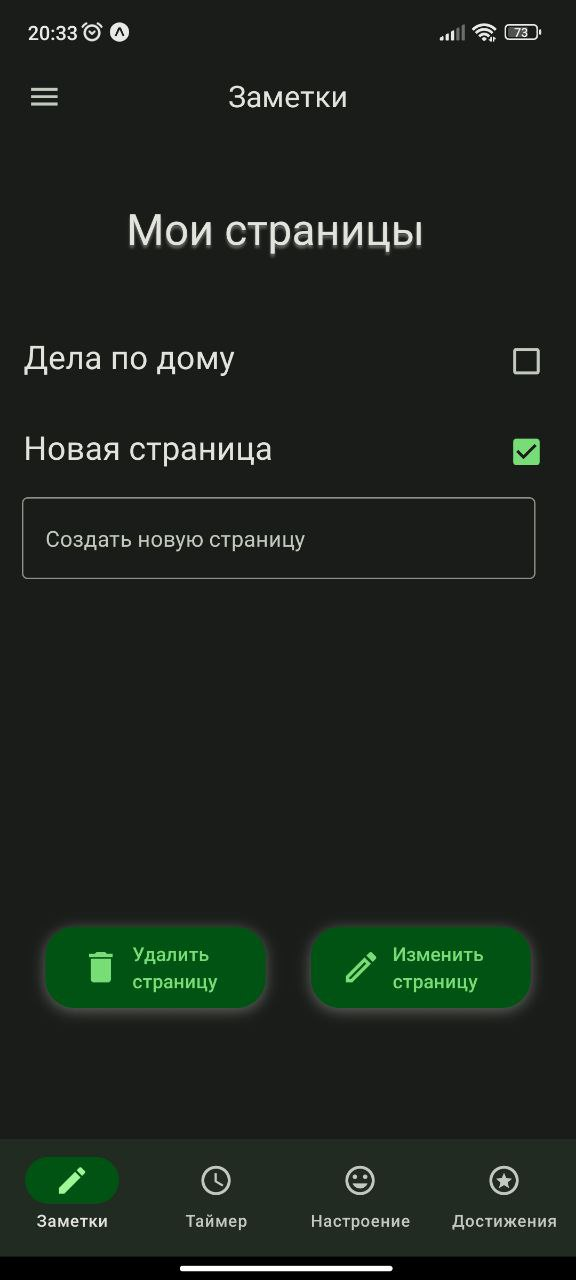 20:33
73
Заметки
Мои страницы
Дела по дому
Новая страница
Создать новую страницу
Удалить
страницу
Изменить
страницу
Заметки
Таймер
Настроение
Достижения